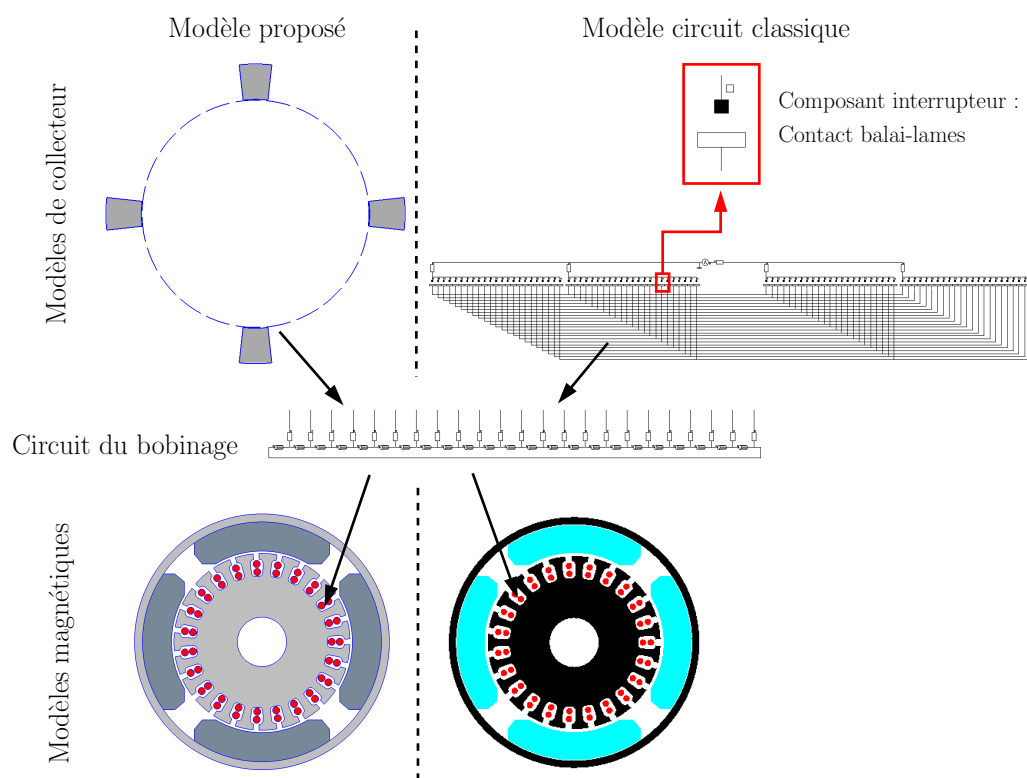 Modèle proposé
Modèle circuit classique
Modèles de collecteur
Composant interrupteur :
Contact balai-lames
Circuit du bobinage
Modèles magnétiques